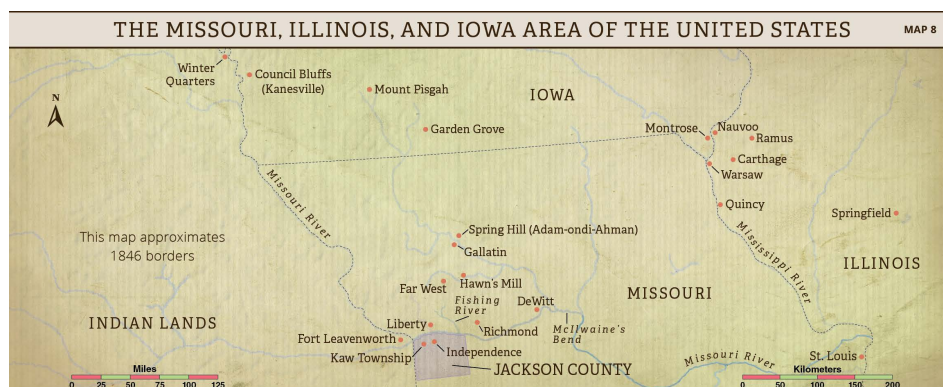 THE MISSOURI, ILLINOIS, AND IOWA AREA OF THE UNITED STATES
MAP 8
Winter
Quarters
Council Bluffs
(Kanesville)
Mount Pisgah
IOWA
N
Garden Grove
Montrose
Nauvoo
Ramus
Carthage
Warsaw
Missouri River
Quincy
Springfield
Mississippi River
This map approximates
1846 borders
Spring Hill (Adam-ondi-Ahman)
Gallatin
ILLINOIS
Far West
Hawn's Mill
MISSOURI
Fishing
River
DeWitt
INDIAN LANDS
Liberty
Richmond
McIlwaine's
Bend
Fort Leavenworth
Kaw Township
Independence
Missouri River
St. Louis
JACKSON COUNTY
Miles
0 25 50 75 100 125
Kilometers
0 50 100 150 200